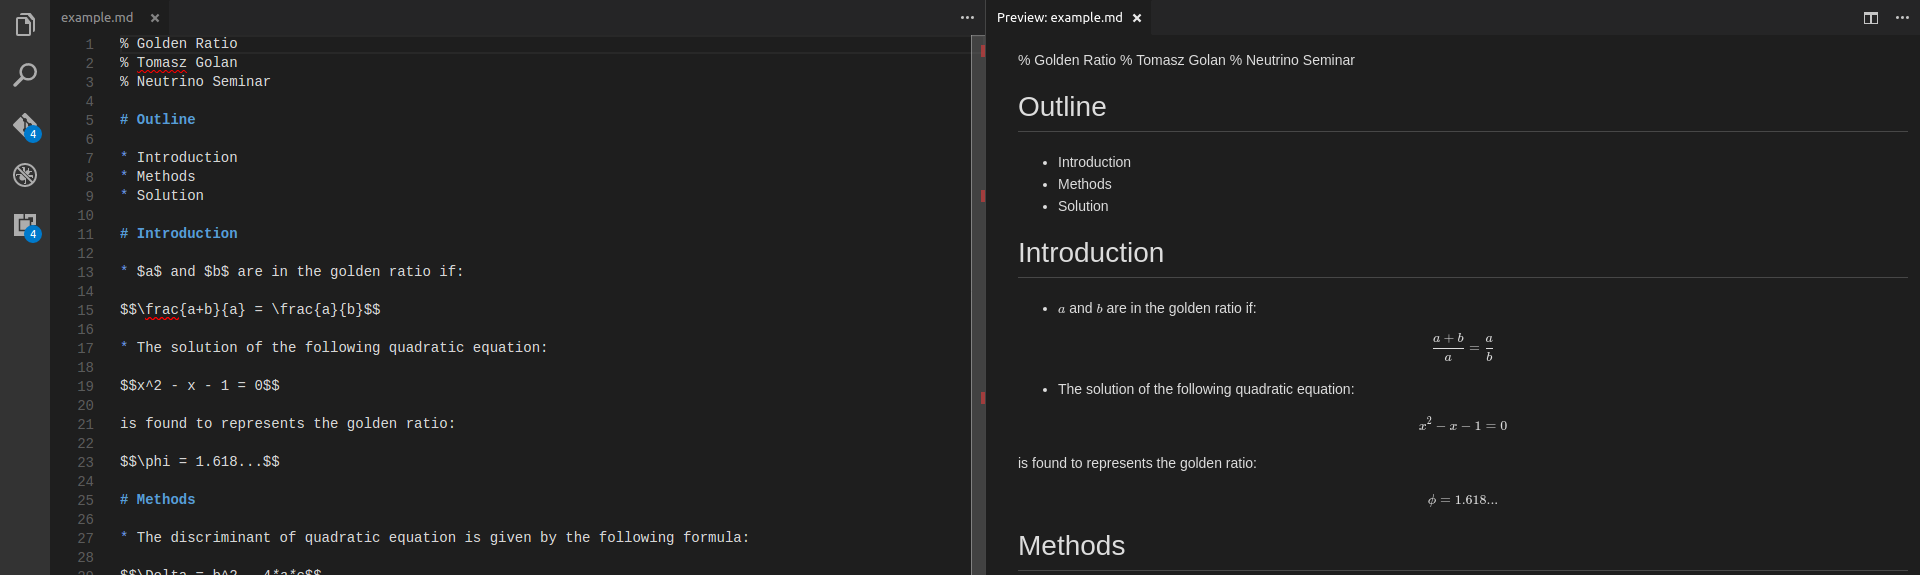 example.md ×
1 % Golden Ratio
2 % Tomasz Golan
3 % Neutrino Seminar
4
5 # Outline
6
7 * Introduction
8 * Methods
9 * Solution
10
11 # Introduction
12
13 * $a$ and $b$ are in the golden ratio if:
14
15 $$\frac{a+b}{a} = \frac{a}{b}$$
16
17 * The solution of the following quadratic equation:
18
19 $$x^2 - x - 1 = 0$$
20
21 is found to represents the golden ratio:
22
23 $$\phi = 1.618...$$
24
25 # Methods
26
27 * The discriminant of quadratic equation is given by the following formula:
28
$$\Delta = b^2 - 4*a*c$$
4
4
Preview: example.md ×
% Golden Ratio % Tomasz Golan % Neutrino Seminar
Outline
• Introduction
• Methods
• Solution
Introduction
• a and b are in the golden ratio if:
a + b
a
=
a
b
• The solution of the following quadratic equation:
x² − x − 1 = 0
is found to represents the golden ratio:
ϕ = 1.618...
Methods